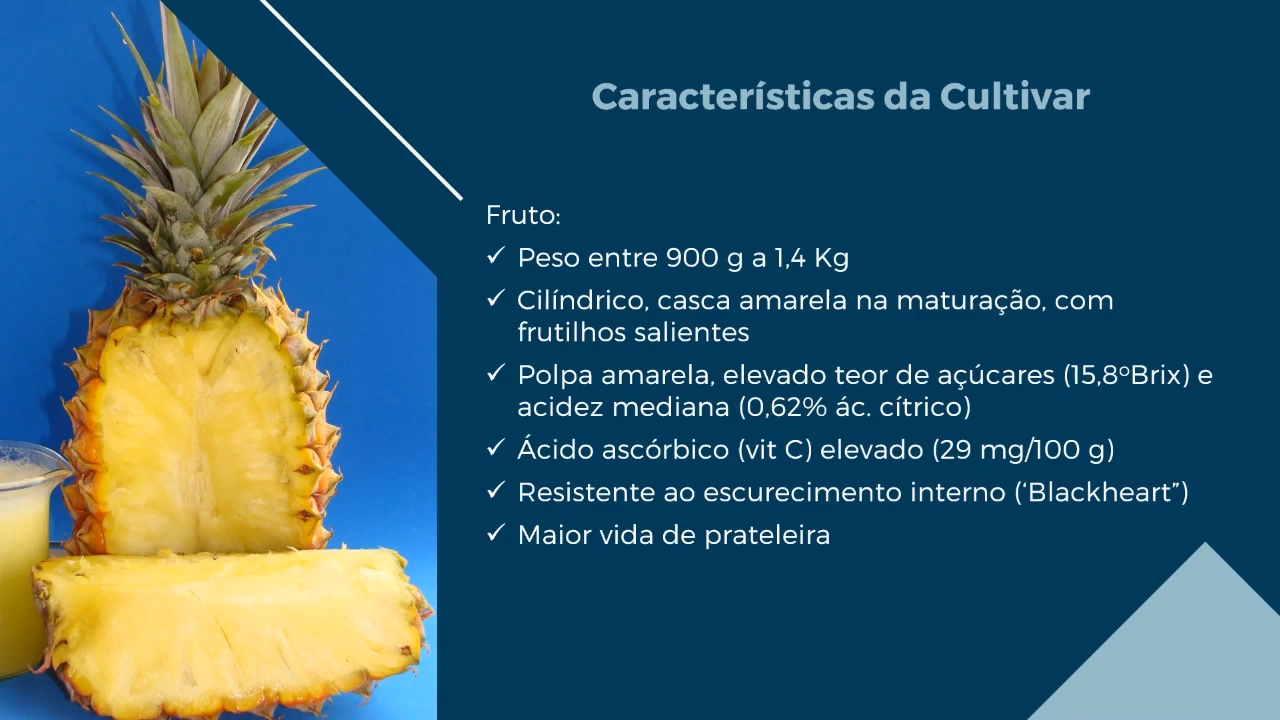 Características da Cultivar
Fruto:
✓ Peso entre 900 g a 1,4 Kg
✓ Cilíndrico, casca amarela na maturação, com
frutilhos salientes
✓ Polpa amarela, elevado teor de açúcares (15,8ºBrix) e
acidez mediana (0,62% ác. cítrico)
✓ Ácido ascórbico (vit C) elevado (29 mg/100 g)
✓ Resistente ao escurecimento interno (‘Blackheart”)
✓ Maior vida de prateleira